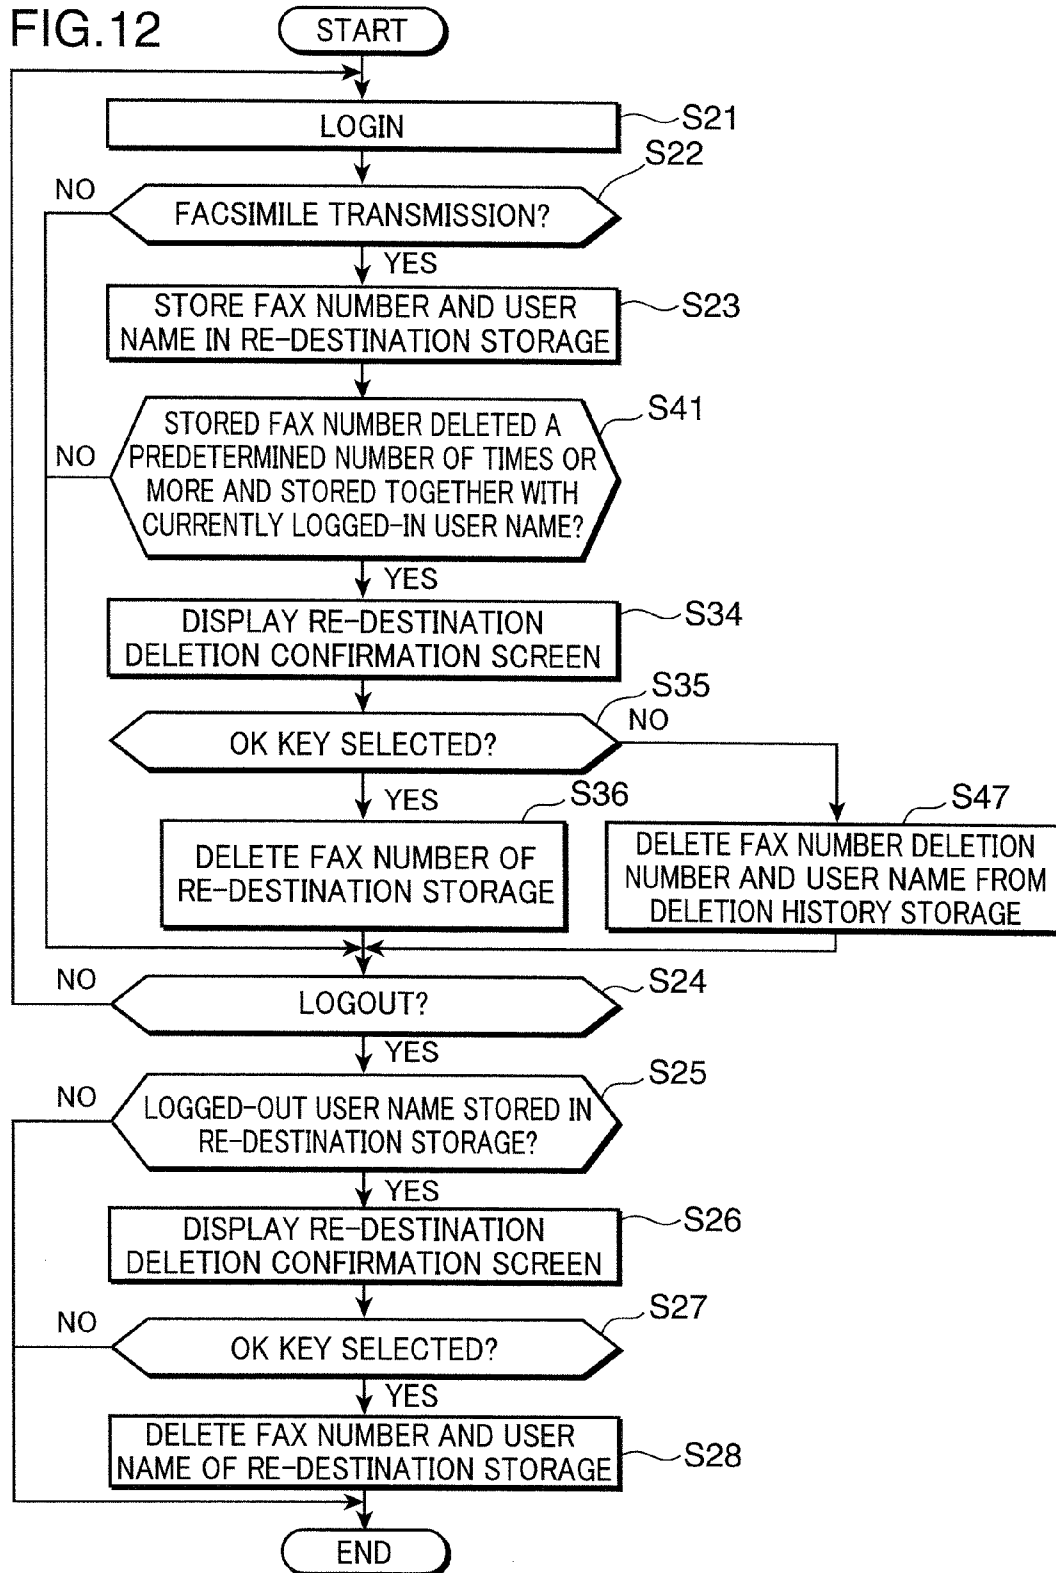 FIG.12
START
LOGIN
S21
S22
NO
FACSIMILE TRANSMISSION?
YES
STORE FAX NUMBER AND USER
NAME IN RE-DESTINATION STORAGE
S23
S41
STORED FAX NUMBER DELETED A
PREDETERMINED NUMBER OF TIMES OR
MORE AND STORED TOGETHER WITH
CURRENTLY LOGGED-IN USER NAME?
NO
YES
DISPLAY RE-DESTINATION
DELETION CONFIRMATION SCREEN
S34
S35
OK KEY SELECTED?
NO
YES
S36
S47
DELETE FAX NUMBER OF
RE-DESTINATION STORAGE
DELETE FAX NUMBER DELETION
NUMBER AND USER NAME FROM
DELETION HISTORY STORAGE
NO
LOGOUT?
S24
YES
S25
NO
LOGGED-OUT USER NAME STORED IN
RE-DESTINATION STORAGE?
YES
DISPLAY RE-DESTINATION
DELETION CONFIRMATION SCREEN
S26
S27
NO
OK KEY SELECTED?
YES
DELETE FAX NUMBER AND USER
NAME OF RE-DESTINATION STORAGE
S28
END